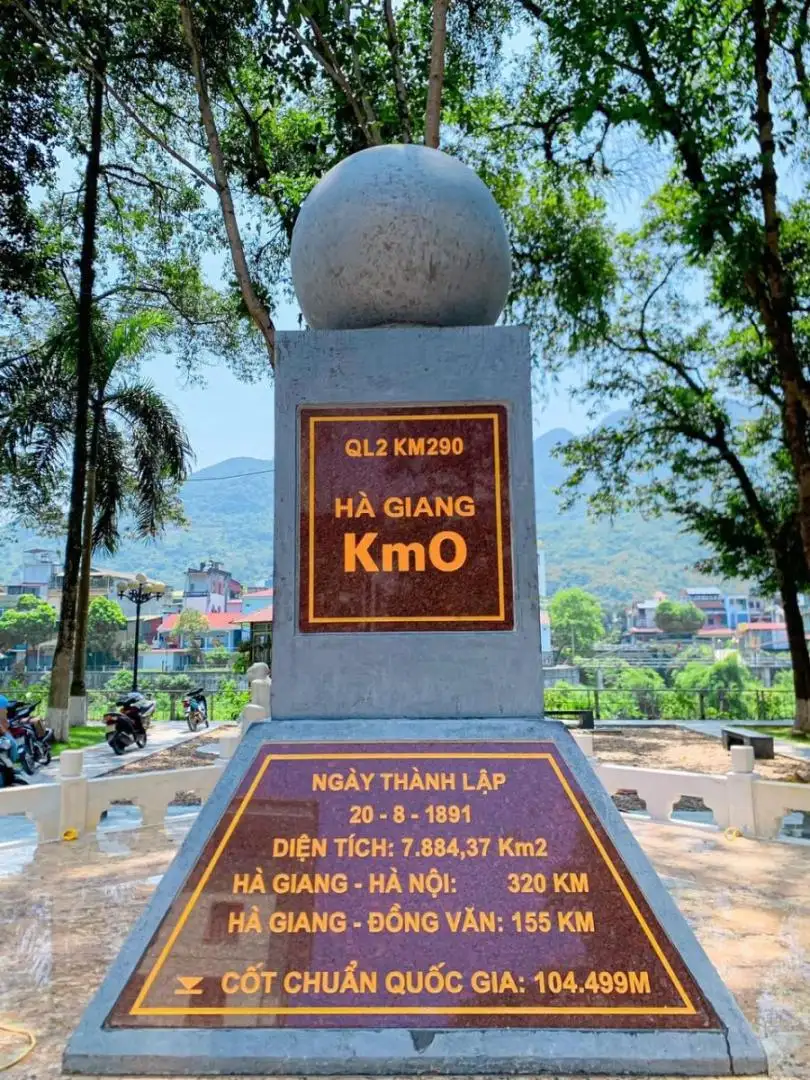 QL2 KM290
HÀ GIANG
Km0
NGÀY THÀNH LẬP
20 - 8 - 1891
DIỆN TÍCH: 7.884,37 Km2
HÀ GIANG - HÀ NỘI: 320 KM
HÀ GIANG - ĐỒNG VĂN: 155 KM
CỐT CHUẨN QUỐC GIA: 104.499M